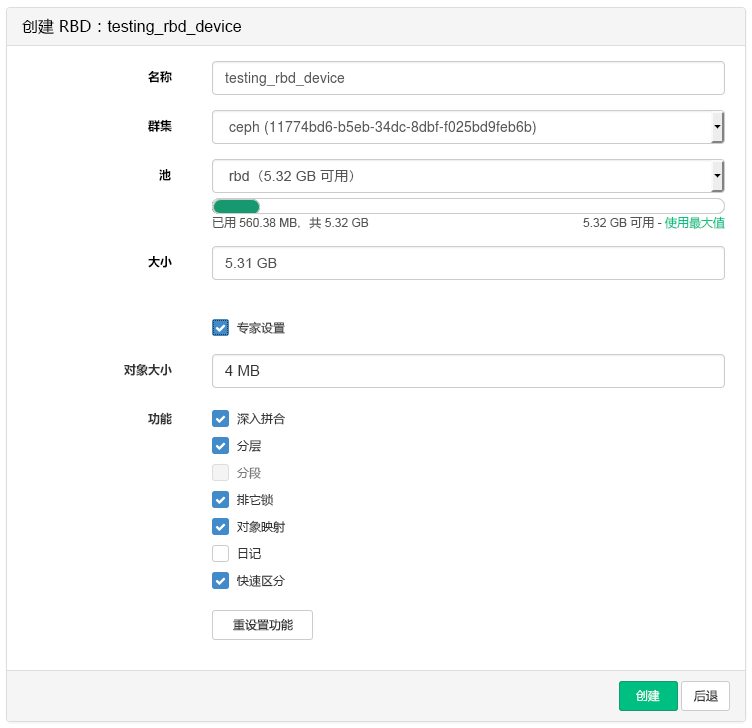 创建 RBD：testing_rbd_device
名称 testing_rbd_device
群集 ceph (11774bd6-b5eb-34dc-8dbf-f025bd9feb6b)
池 rbd（5.32 GB 可用）
已用 560.38 MB，共 5.32 GB 5.32 GB 可用 - 使用最大值
大小 5.31 GB
专家设置
对象大小 4 MB
功能 深入拼合
分层
分段
排它锁
对象映射
日记
快速区分
重设置功能
创建 后退